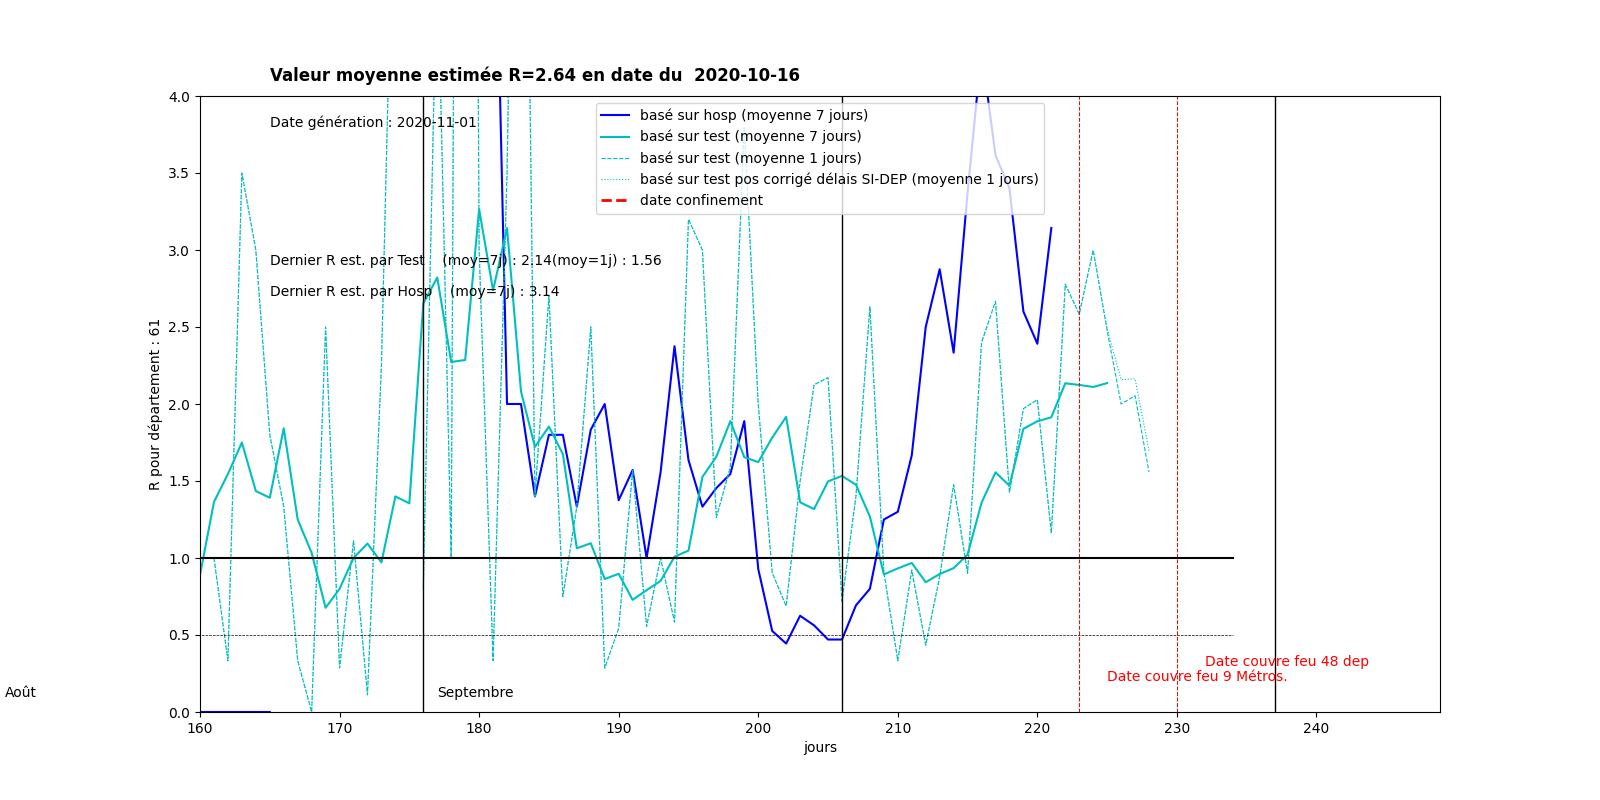 Valeur moyenne estimée R=2.64 en date du  2020-10-16
4.0
Date génération : 2020-11-01
basé sur hosp (moyenne 7 jours)
basé sur test (moyenne 7 jours)
basé sur test (moyenne 1 jours)
basé sur test pos corrigé délais SI-DEP (moyenne 1 jours)
date confinement
3.5
3.0
Dernier R est. par Test    (moy=7j) : 2.14(moy=1j) : 1.56
Dernier R est. par Hosp    (moy=7j) : 3.14
2.5
2.0
1.5
1.0
0.5
0.0
R pour département : 61
Date couvre feu 48 dep
Date couvre feu 9 Métros.
Août
Septembre
160 170 180 190 200 210 220 230 240
jours